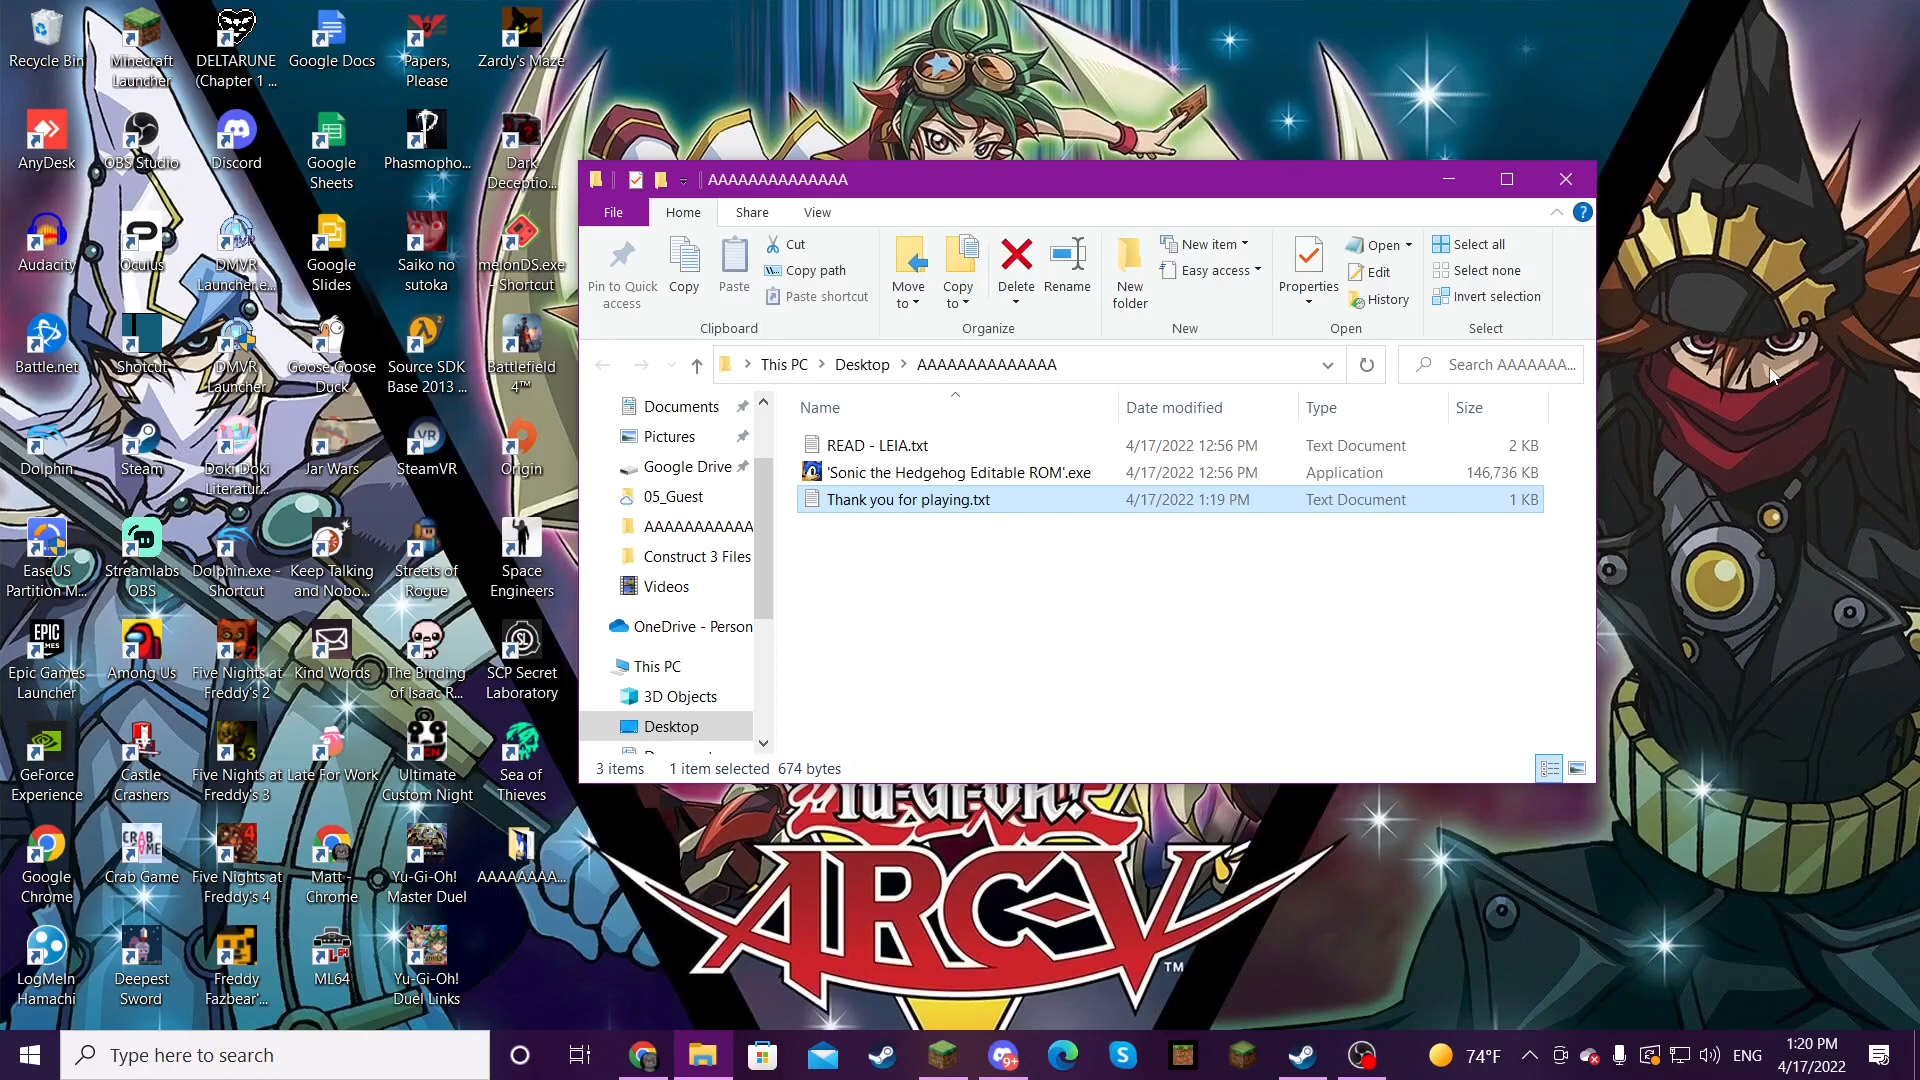 Recycle Bin
Minecraft
Launcher
DELTARUNE
(Chapter 1 ...
Google Docs
Papers,
Please
Zardy's Maze
AnyDesk
OBS Studio
Discord
Google
Sheets
Phasmopho...
Dark
Deceptio...
Audacity
Oculus
DMVR
Launcher.e...
Google
Slides
Saiko no
sutoka
melonDS.exe
- Shortcut
Battle.net
Shotcut
DMVR
Launcher
Goose Goose
Duck
Source SDK
Base 2013 ...
Battlefield
4™
Dolphin
Steam
Doki Doki
Literatur...
Jar Wars
SteamVR
Origin
EaseUS
Partition M...
Streamlabs
OBS
Dolphin.exe -
Shortcut
Keep Talking
and Nobo...
Streets of
Rogue
Space
Engineers
Epic Games
Launcher
Among Us
Five Nights at
Freddy's 2
Kind Words
The Binding
of Isaac R...
SCP Secret
Laboratory
GeForce
Experience
Castle
Crashers
Five Nights at
Freddy's 3
Late For Work
Ultimate
Custom Night
Sea of
Thieves
Google
Chrome
Crab Game
Five Nights at
Freddy's 4
Matt -
Chrome
Yu-Gi-Oh!
Master Duel
AAAAAAAA...
LogMeIn
Hamachi
Deepest
Sword
Freddy
Fazbear'...
ML64
Yu-Gi-Oh!
Duel Links
AAAAAAAAAAAAAA
File Home Share View
Pin to Quick
access
Copy
Paste
Cut
Copy path
Paste shortcut
Clipboard
Move
to
Copy
to
Delete
Rename
Organize
New
folder
New item
Easy access
New
Properties
Open
Edit
History
Open
Select all
Select none
Invert selection
Select
This PC Desktop AAAAAAAAAAAAAA
Search AAAAAAA...
Documents
Pictures
Google Drive
05_Guest
AAAAAAAAAAA
Construct 3 Files
Videos
OneDrive - Person
This PC
3D Objects
Desktop
Name Date modified Type Size
READ - LEIA.txt 4/17/2022 12:56 PM Text Document 2 KB
'Sonic the Hedgehog Editable ROM'.exe 4/17/2022 12:56 PM Application 146,736 KB
Thank you for playing.txt 4/17/2022 1:19 PM Text Document 1 KB
3 items 1 item selected 674 bytes
Yu-Gi-Oh!
ARC-V
TM
Type here to search
9+
74°F
ENG
1:20 PM
4/17/2022